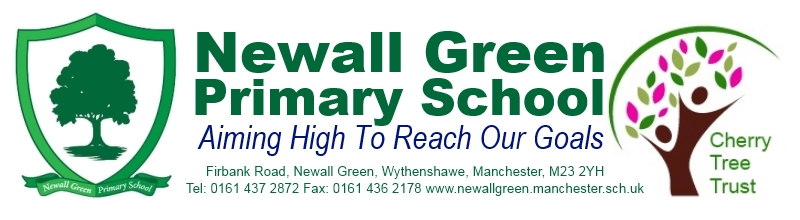 Newall Green
Primary School
Aiming High To Reach Our Goals
Firbank Road, Newall Green, Wythenshawe, Manchester, M23 2YH
Tel: 0161 437 2872 Fax: 0161 436 2178 www.newallgreen.manchester.sch.uk
Newall Green Primary School
Cherry
Tree
Trust